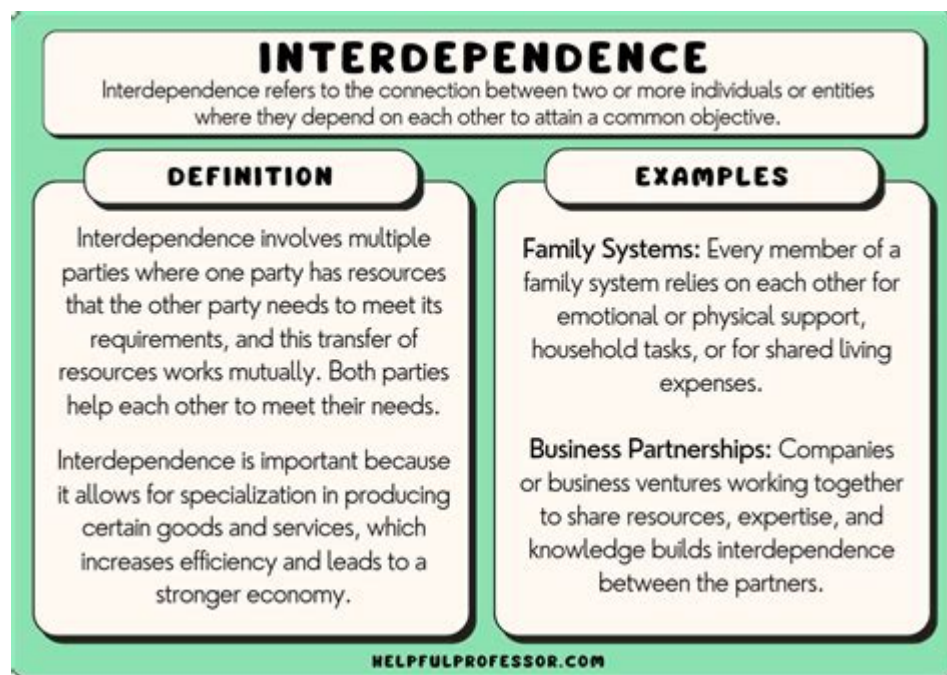 INTERDEPENDENCE
Interdependence refers to the connection between two or more individuals or entities
where they depend on each other to attain a common objective.
DEFINITION
Interdependence involves multiple
parties where one party has resources
that the other party needs to meet its
requirements, and this transfer of
resources works mutually. Both parties
help each other to meet their needs.
Interdependence is important because
it allows for specialization in producing
certain goods and services, which
increases efficiency and leads to a
stronger economy.
EXAMPLES
Family Systems: Every member of a
family system relies on each other for
emotional or physical support,
household tasks, or for shared living
expenses.
Business Partnerships: Companies
or business ventures working together
to share resources, expertise, and
knowledge builds interdependence
between the partners.
HELPFULPROFESSOR.COM